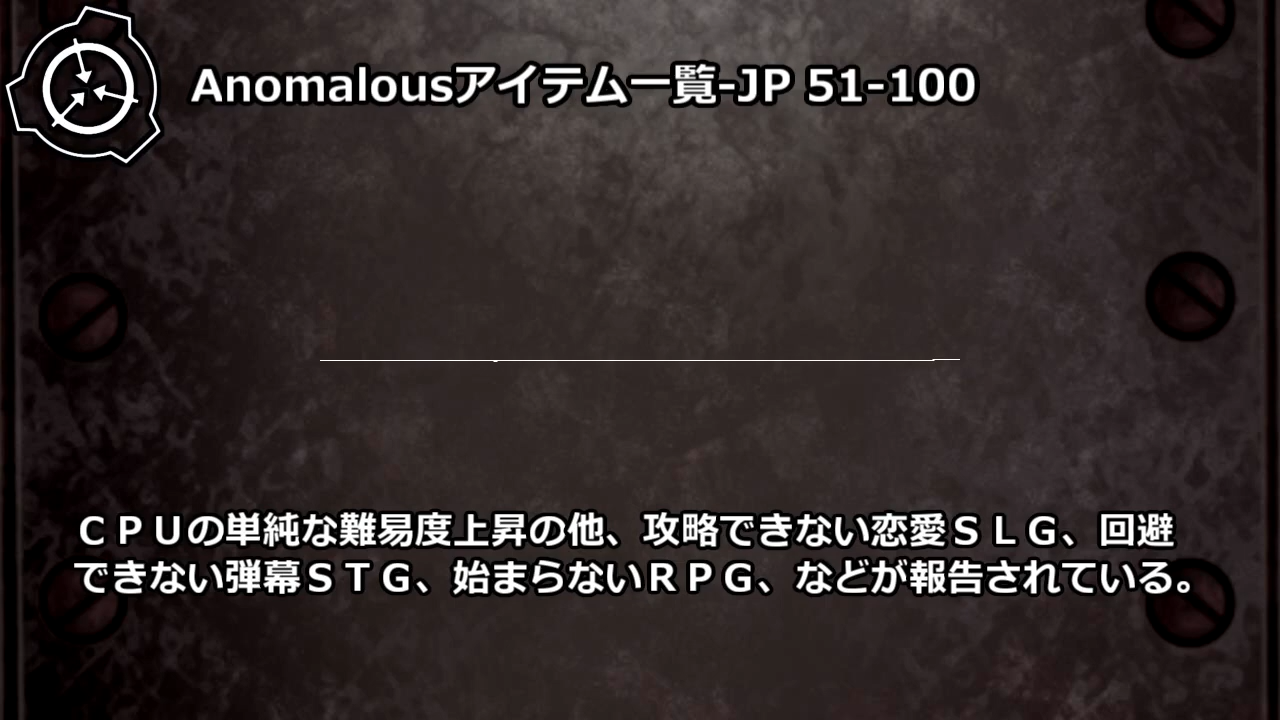 Anomalousアイテム一覧-JP 51-100
ＣＰＵの単純な難易度上昇の他、攻略できない恋愛ＳＬＧ、回避
できない弾幕ＳＴＧ、始まらないＲＰＧ、などが報告されている。